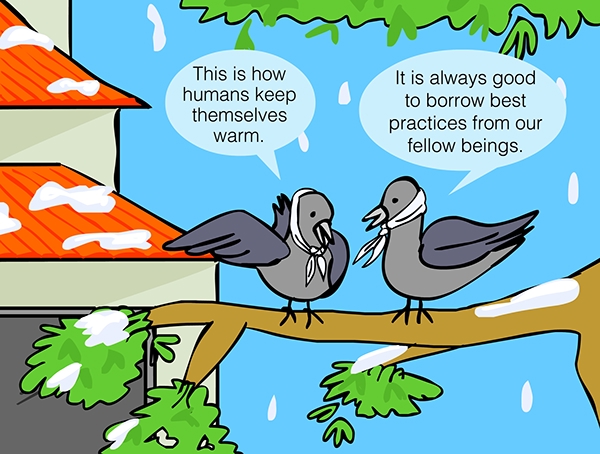 This is how
humans keep
themselves
warm.
It is always good
to borrow best
practices from our
fellow beings.